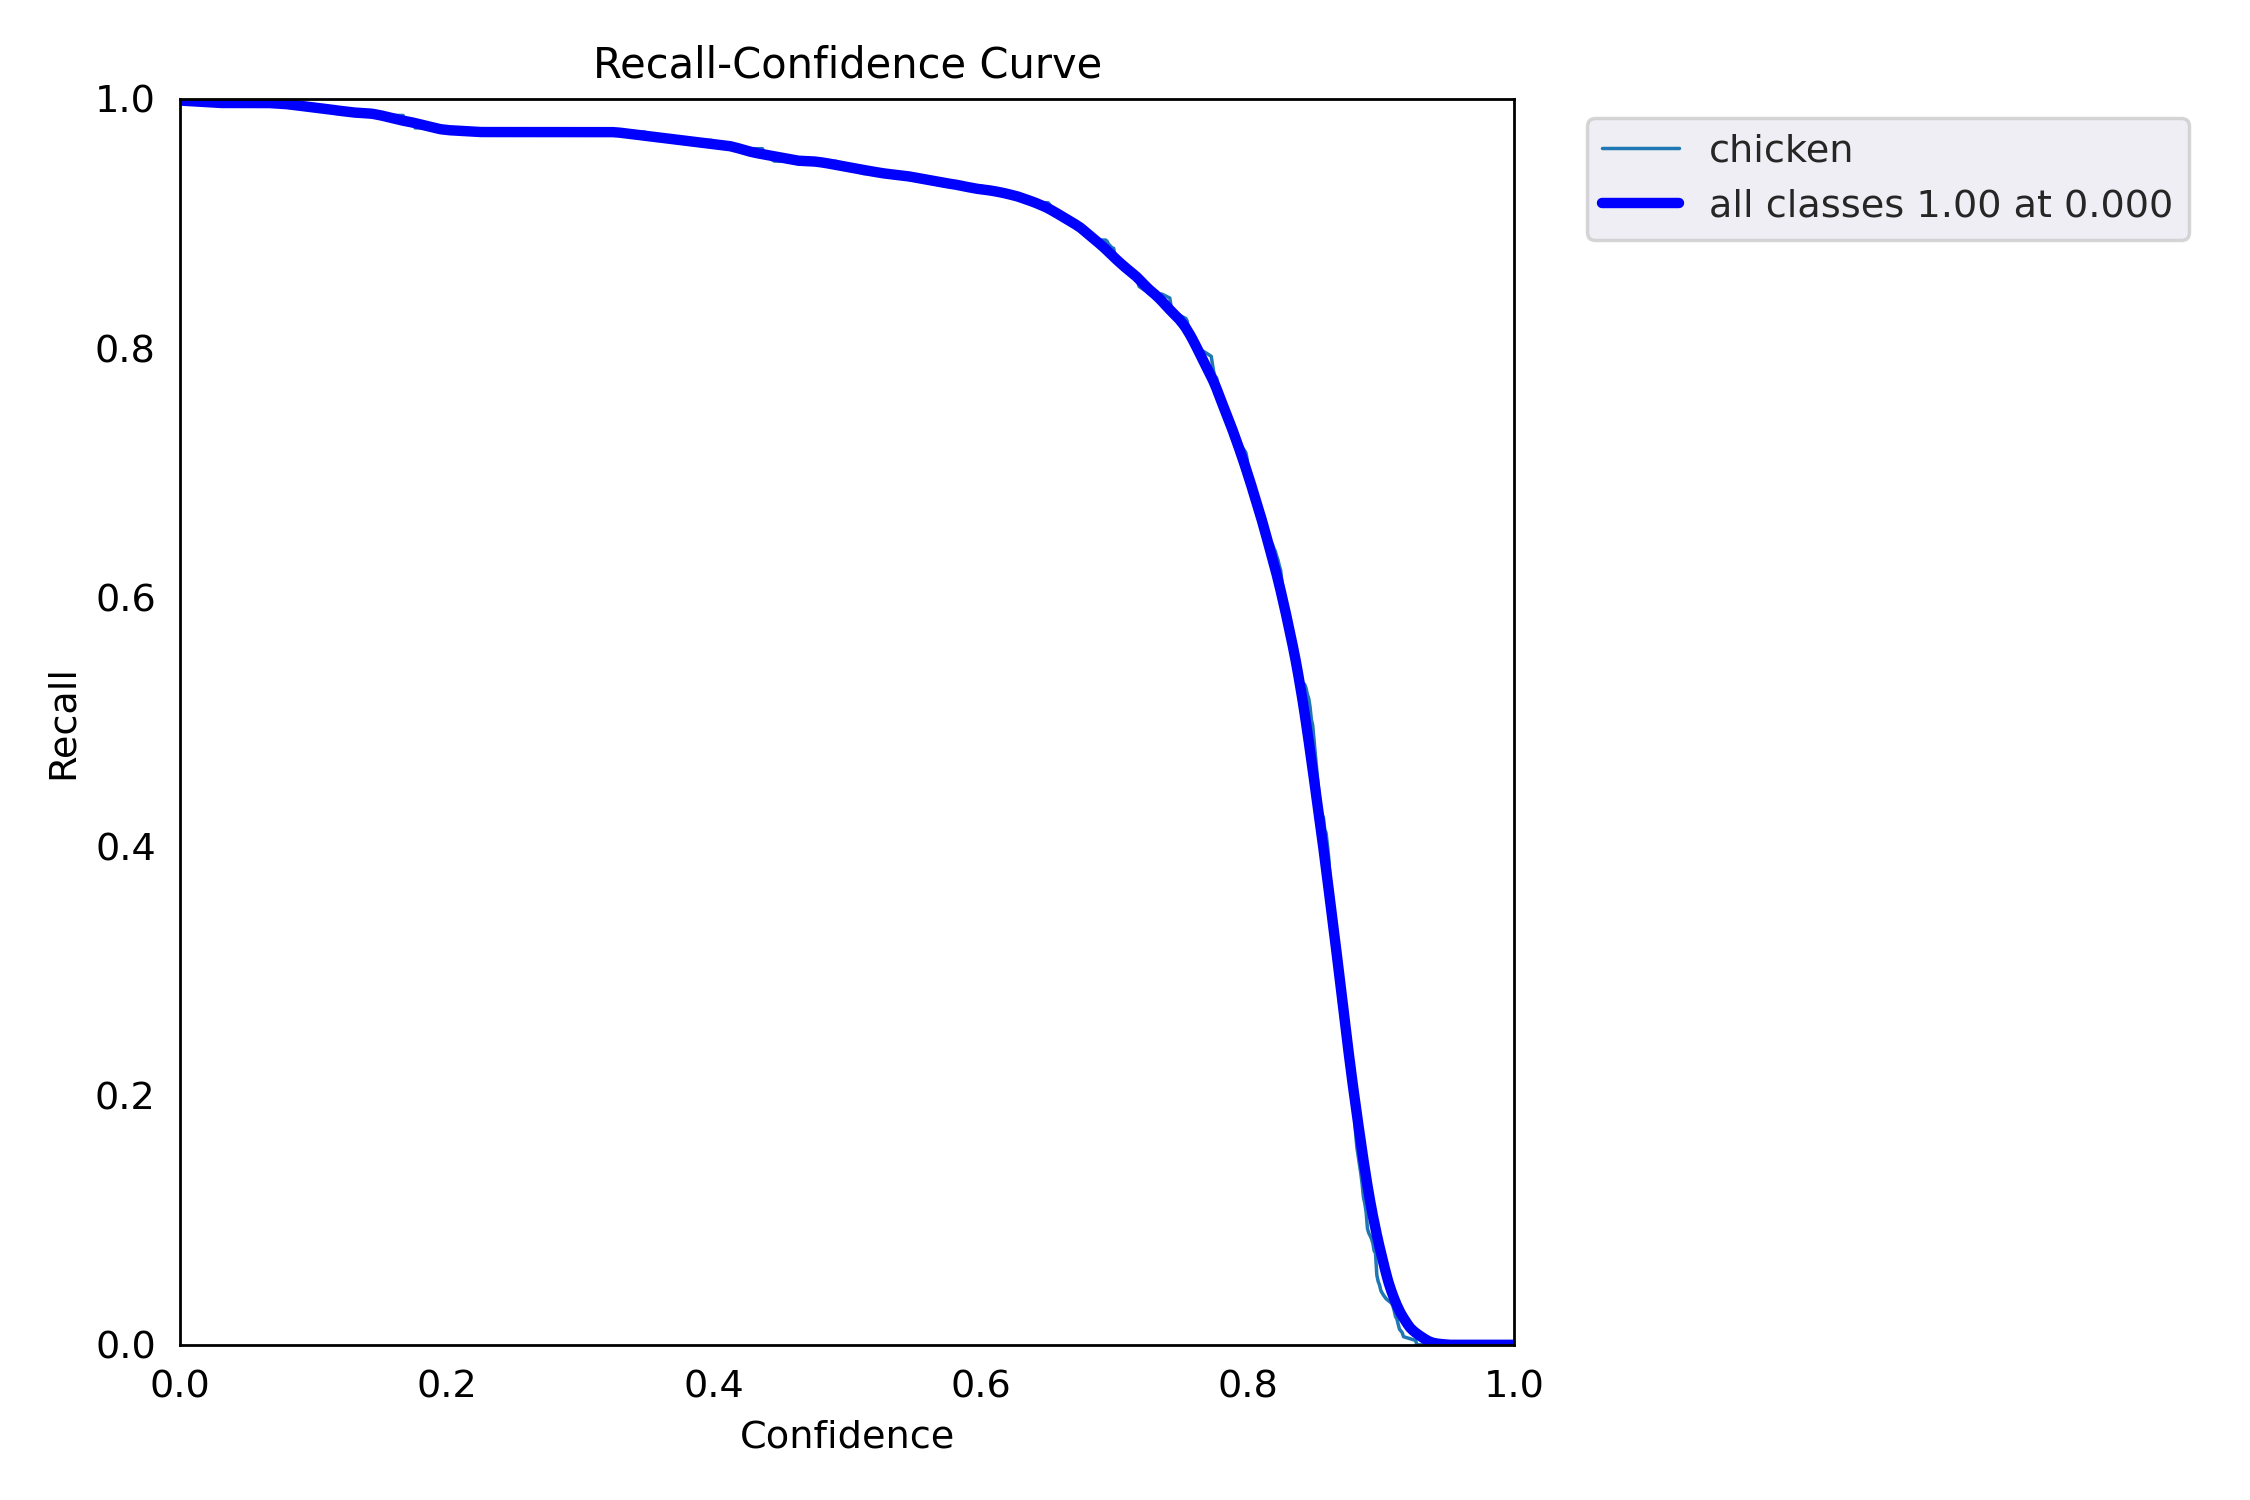 Recall-Confidence Curve
1.0
0.8
0.6
0.4
0.2
0.0
Recall
0.0 0.2 0.4 0.6 0.8 1.0
Confidence
chicken
all classes 1.00 at 0.000